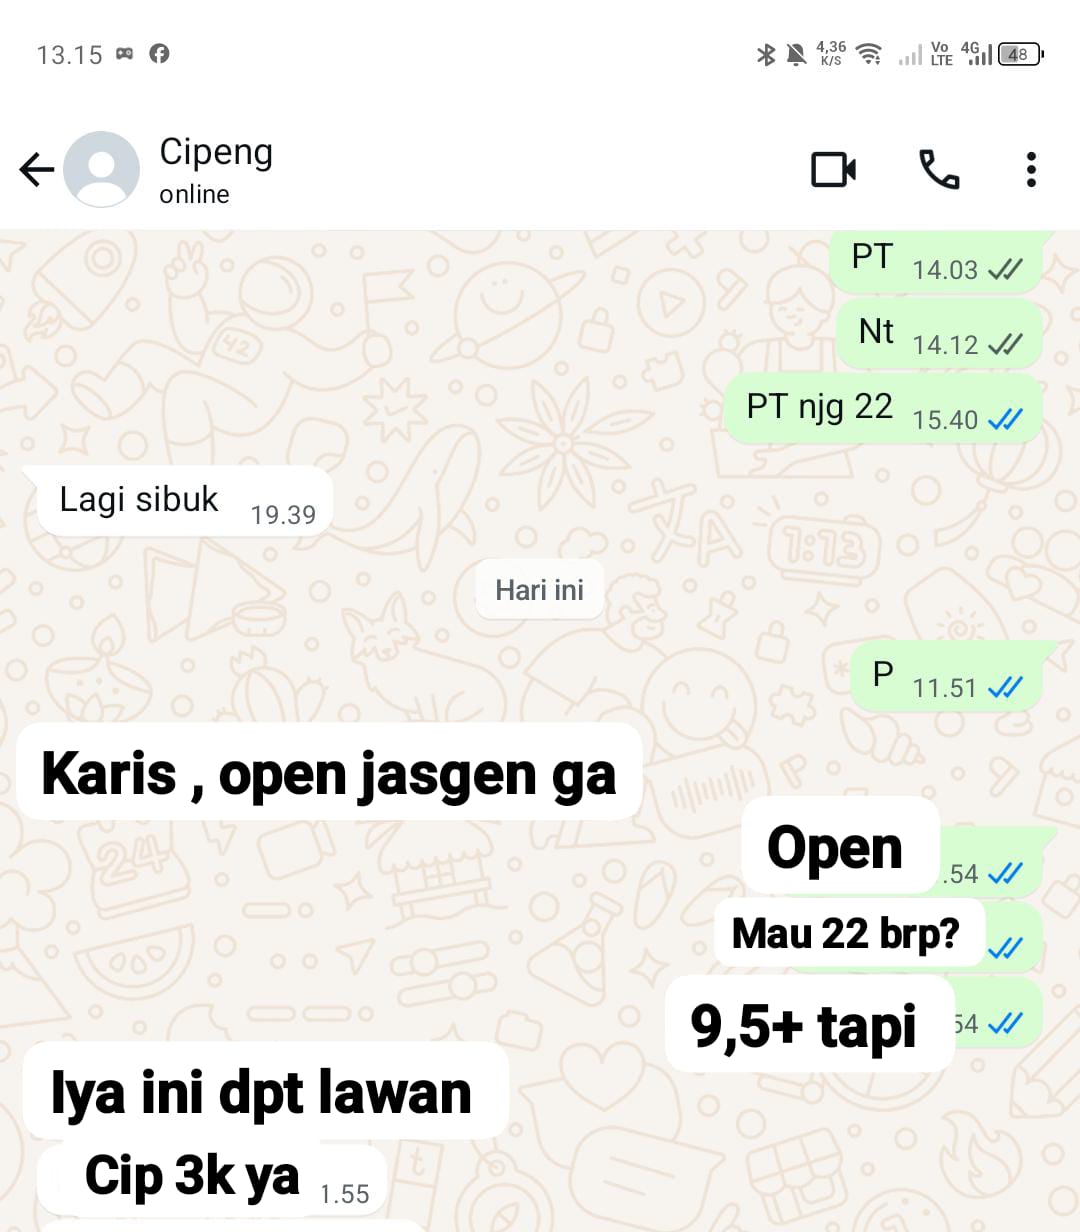 13.15
4,36
K/S
Vo
LTE
4G
48
Cipeng
online
PT 14.03
Nt 14.12
PT njg 22 15.40
Lagi sibuk 19.39
Hari ini
P 11.51
Karis , open jasgen ga
Open .54
Mau 22 brp?
9,5+ tapi 54
Iya ini dpt lawan
Cip 3k ya 1.55